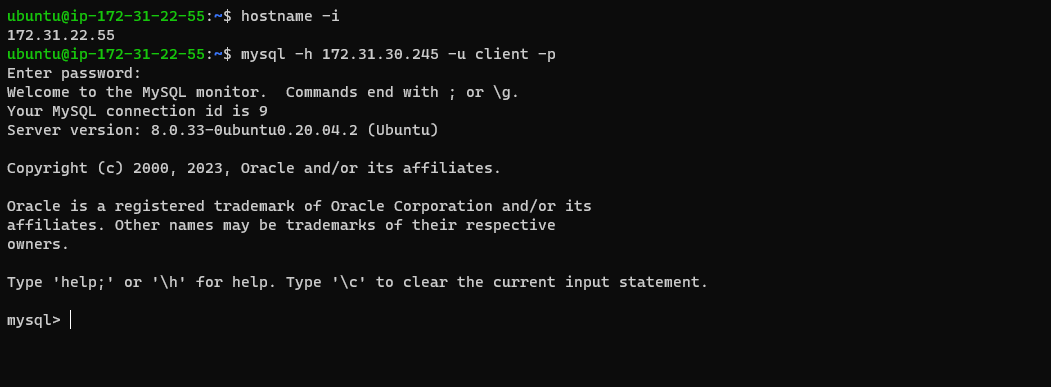 ubuntu@ip-172-31-22-55:~$ hostname -i
172.31.22.55
ubuntu@ip-172-31-22-55:~$ mysql -h 172.31.30.245 -u client -p
Enter password:
Welcome to the MySQL monitor.  Commands end with ; or \g.
Your MySQL connection id is 9
Server version: 8.0.33-0ubuntu0.20.04.2 (Ubuntu)

Copyright (c) 2000, 2023, Oracle and/or its affiliates.

Oracle is a registered trademark of Oracle Corporation and/or its
affiliates. Other names may be trademarks of their respective
owners.

Type 'help;' or '\h' for help. Type '\c' to clear the current input statement.

mysql>